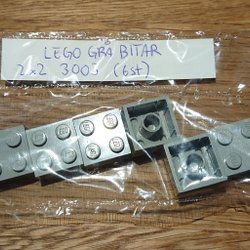 LEGO GRÅ BITAR
2x2 3003 (6st)